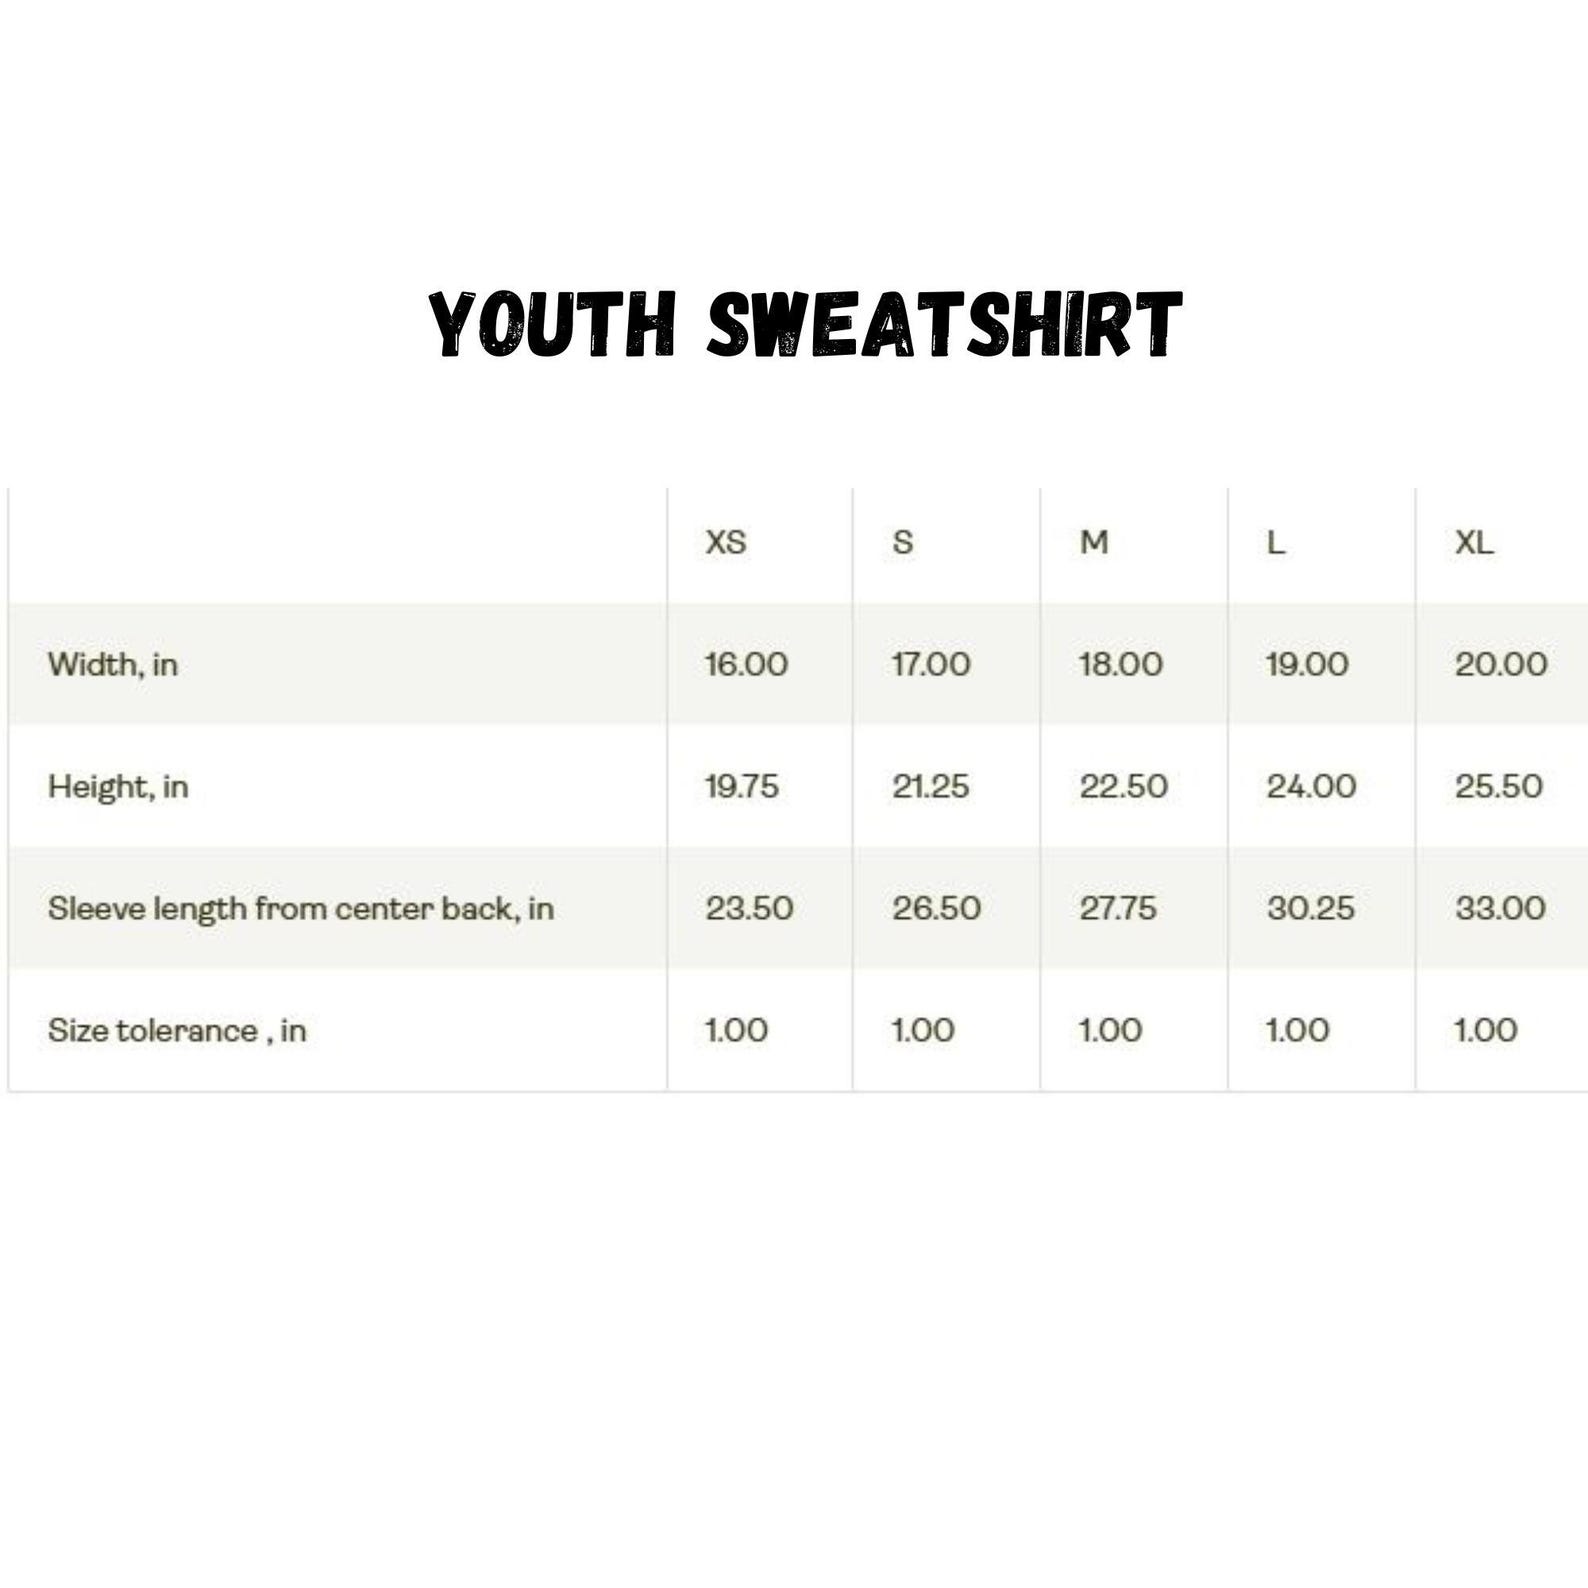 YOUTH SWEATSHIRT
XS S M L XL
Width, in 16.00 17.00 18.00 19.00 20.00
Height, in 19.75 21.25 22.50 24.00 25.50
Sleeve length from center back, in 23.50 26.50 27.75 30.25 33.00
Size tolerance , in 1.00 1.00 1.00 1.00 1.00